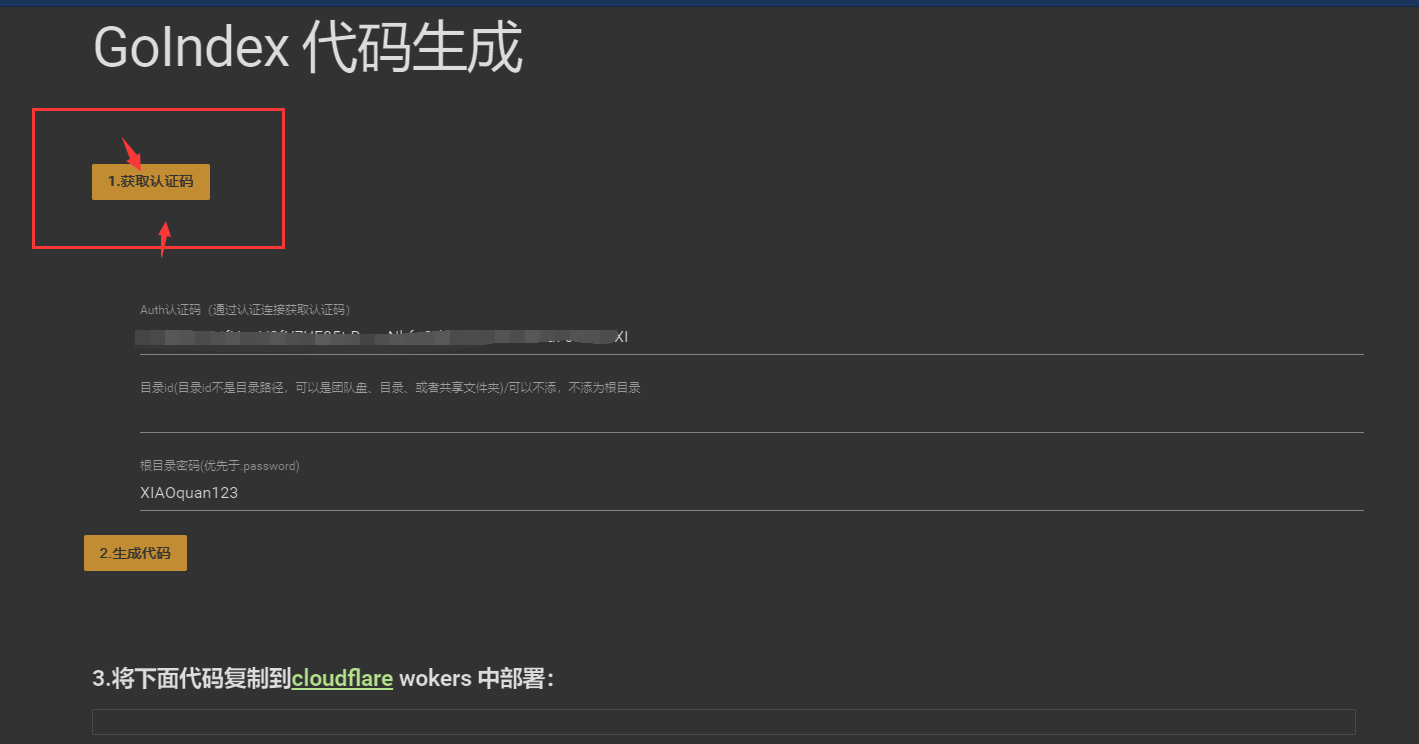 GoIndex 代码生成
1.获取认证码
Auth认证码（通过认证连接获取认证码）
XI
目录id(目录id不是目录路径，可以是团队盘、目录、或者共享文件夹)/可以不添，不添为根目录
根目录密码(优先于.password)
XIAOquan123
2.生成代码
3.将下面代码复制到cloudflare wokers 中部署：